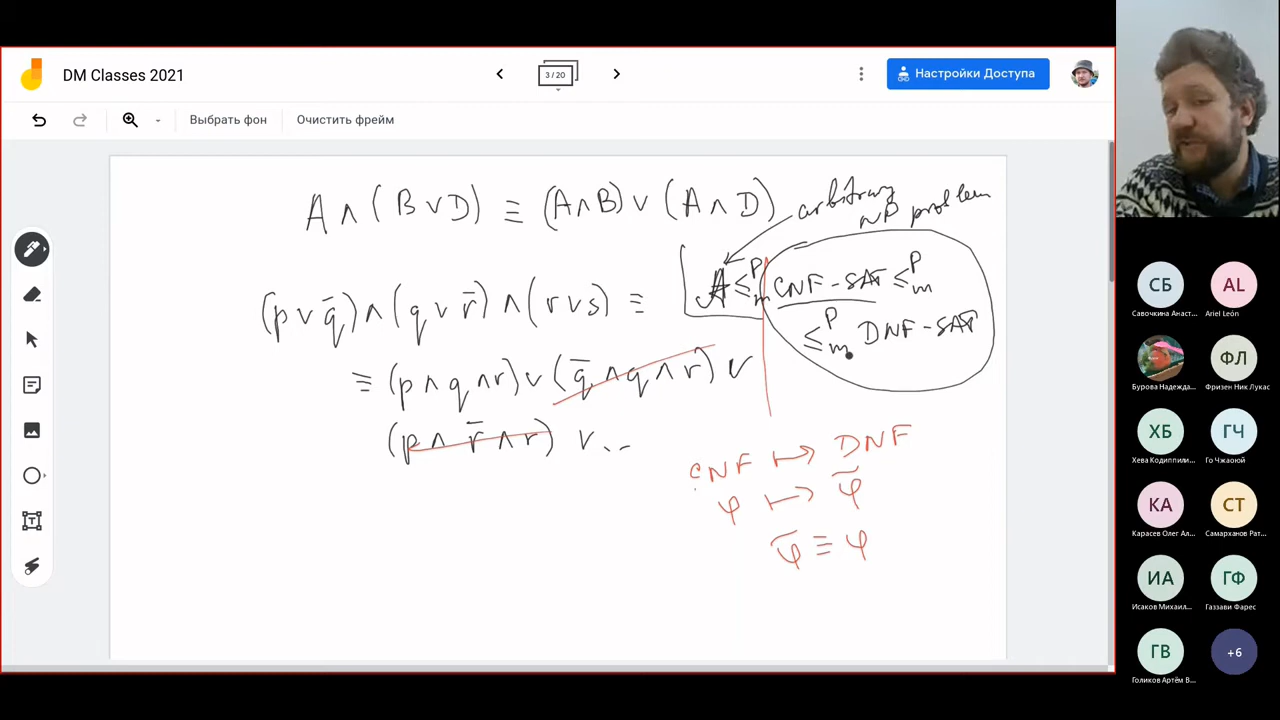 DM Classes 2021
3 / 20
Настройки Доступа
Выбрать фон
Очистить фрейм
A ∧ (B ∨ D) ≡ (A ∧ B) ∨ (A ∧ D)
arbitrary
NP problem
A ≤ᵖₘ CNF-SAT ≤ᵖₘ
≤ᵖₘ DNF-SAT
(p ∨ q̄) ∧ (q ∨ r̄) ∧ (r ∨ s) ≡
≡ (p ∧ q ∧ r) ∨ (q̄ ∧ q ∧ r) ∨
(p ∧ r̄ ∧ r) ∨ ...
CNF ↦ DNF
φ ↦ φ̃
φ̃ ≡ φ
СБ
Савочкина Анаст...
AL
Ariel León
Бурова Надежда...
ФЛ
Фризен Ник Лукас
ХБ
Хева Кодиппили...
ГЧ
Го Чжаоюй
КА
Карасев Олег Ал...
СТ
Самарханов Рат...
ИА
Исаков Михаил...
ГФ
Газзави Фарес
ГВ
Голиков Артём В...
+6